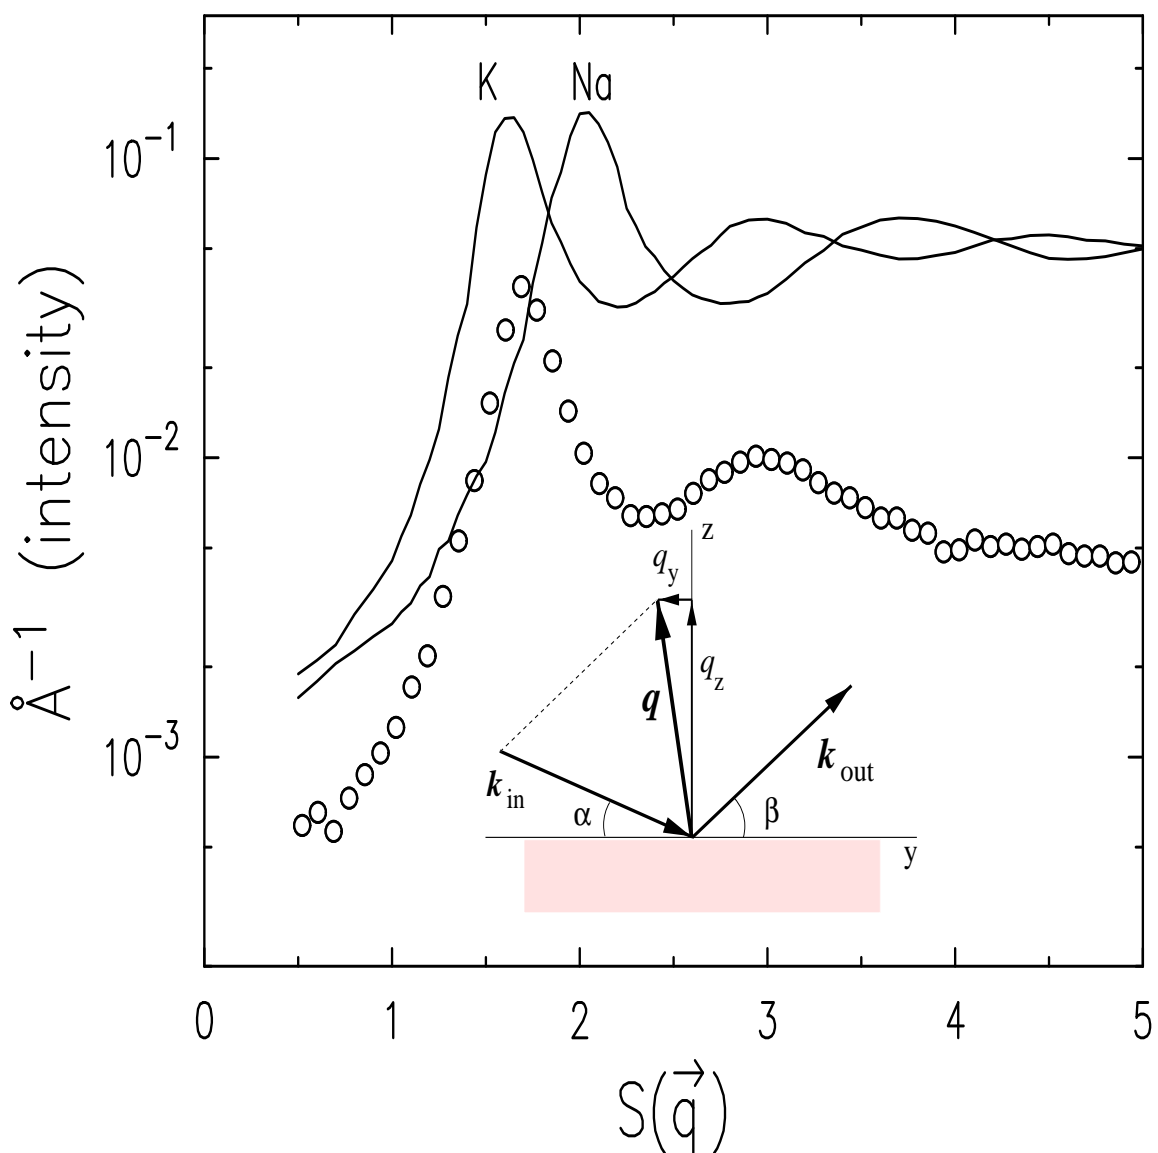 K Na
10⁻¹
10⁻²
10⁻³
Å−1 (intensity)
z
q_y
q_z
q
k_in
k_out
α
β
y
0 1 2 3 4 5
S(q⃗)